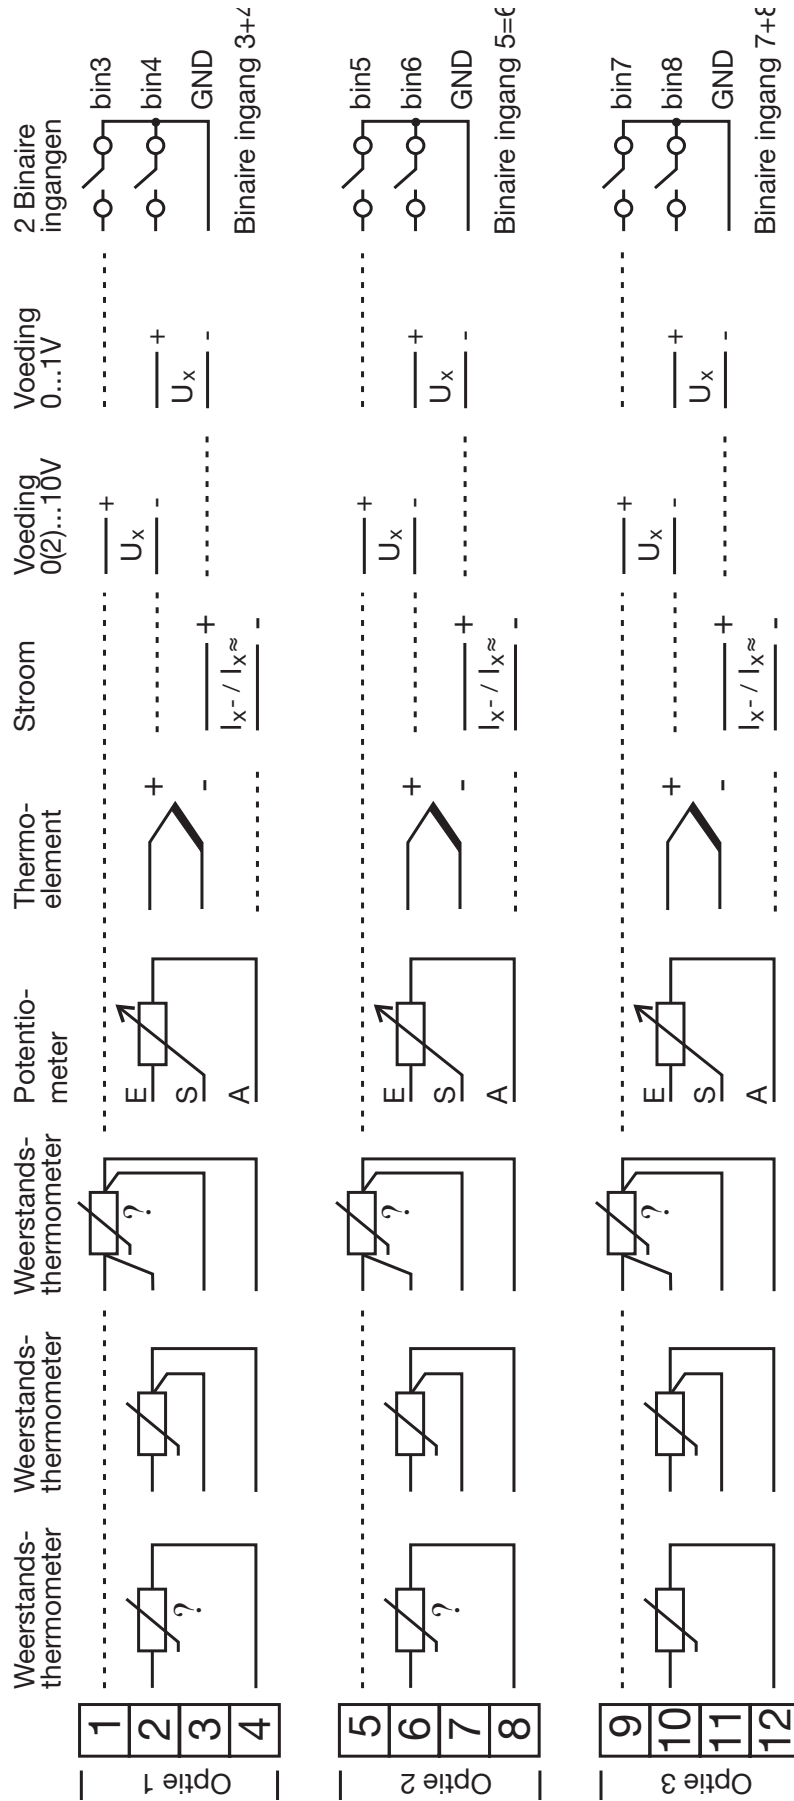 Weerstands-
thermometer
Weerstands-
thermometer
Weerstands-
thermometer
Potentio-
meter
Thermo-
element
Stroom
Voeding
0(2)...10V
Voeding
0...1V
2 Binaire
ingangen
Optie 1
1
2
3
4
?
?
E
S
A
+
-
+
-
Ix- / Ix≈
+
-
Ux
+
-
Ux
bin3
bin4
GND
Binaire ingang 3+4
Optie 2
5
6
7
8
?
?
E
S
A
+
-
+
-
Ix- / Ix≈
+
-
Ux
+
-
Ux
bin5
bin6
GND
Binaire ingang 5=6
Optie 3
9
10
11
12
?
E
S
A
+
-
+
-
Ix- / Ix≈
+
-
Ux
+
-
Ux
bin7
bin8
GND
Binaire ingang 7+8